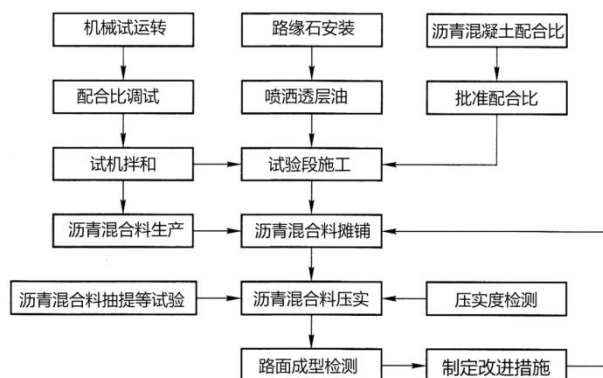 机械试运转
路缘石安装
沥青混凝土配合比
配合比调试
喷洒透层油
批准配合比
试机拌和
试验段施工
沥青混合料生产
沥青混合料摊铺
沥青混合料抽提等试验
沥青混合料压实
压实度检测
路面成型检测
制定改进措施